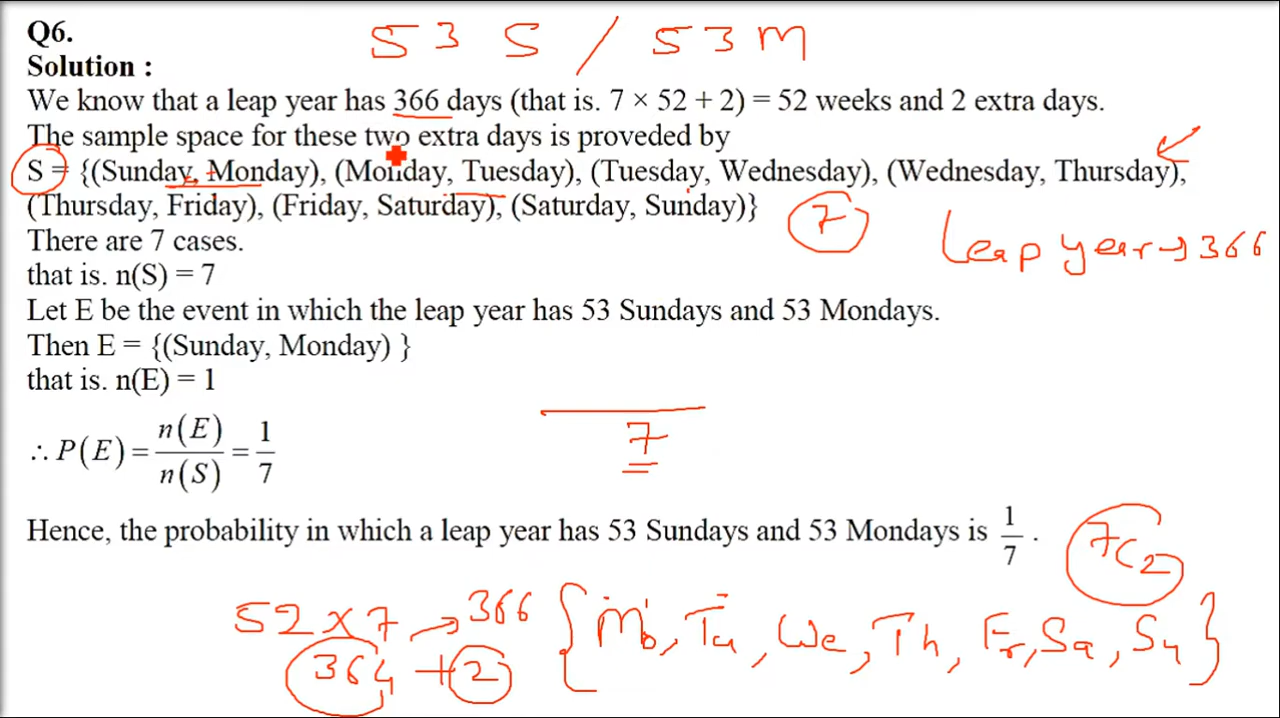 Q6.
53 S / 53 M
Solution :
We know that a leap year has 366 days (that is. 7 × 52 + 2) = 52 weeks and 2 extra days.
The sample space for these two extra days is proveded by
S = {(Sunday, Monday), (Monday, Tuesday), (Tuesday, Wednesday), (Wednesday, Thursday),
(Thursday, Friday), (Friday, Saturday), (Saturday, Sunday)}
7
Leap year → 366
There are 7 cases.
that is. n(S) = 7
Let E be the event in which the leap year has 53 Sundays and 53 Mondays.
Then E = {(Sunday, Monday) }
that is. n(E) = 1
∴ P(E) = n(E)/n(S) = 1/7
7
Hence, the probability in which a leap year has 53 Sundays and 53 Mondays is 1/7 .
7C2
52 × 7 → 366
364 + 2
{Mo, Tu, We, Th, Fr, Sa, Su}